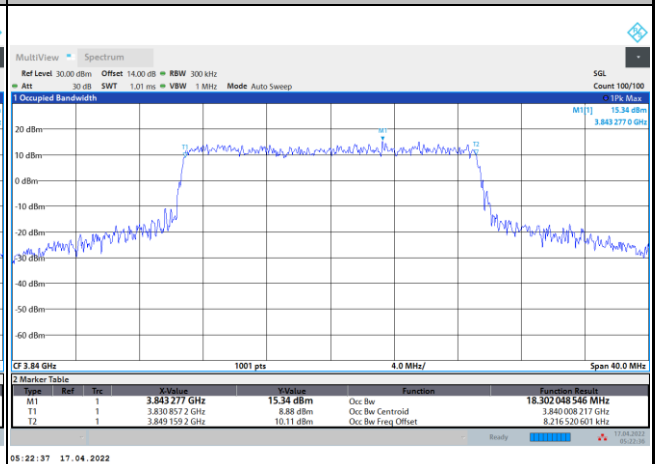 MultiView Spectrum
Ref Level 30.00 dBm Offset 14.00 dB RBW 300 kHz SGL
Att 30 dB SWT 1.01 ms VBW 1 MHz Mode Auto Sweep Count 100/100
1 Occupied Bandwidth 1Pk Max
M1[1] 15.34 dBm
3.843 277 0 GHz
20 dBm
M1
T1
T2
10 dBm
0 dBm
-10 dBm
-20 dBm
-30 dBm
-40 dBm
-50 dBm
-60 dBm
CF 3.84 GHz 1001 pts 4.0 MHz/ Span 40.0 MHz
2 Marker Table
Type Ref Trc X-Value Y-Value Function Function Result
M1 1 3.843 277 GHz 15.34 dBm Occ Bw 18.302 048 546 MHz
T1 1 3.830 857 2 GHz 8.88 dBm Occ Bw Centroid 3.840 008 217 GHz
T2 1 3.849 159 2 GHz 10.11 dBm Occ Bw Freq Offset 8.216 520 601 kHz
Ready 17.04.2022
05:22:36
05:22:37 17.04.2022